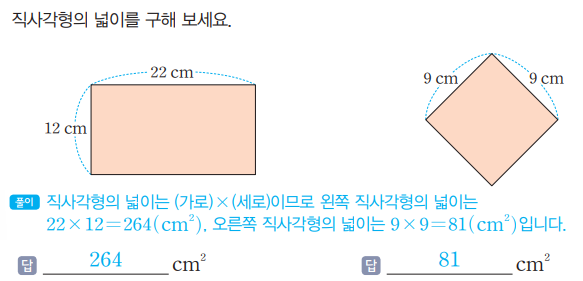 직사각형의 넓이를 구해 보세요.
22 cm
12 cm
9 cm
9 cm
풀이 직사각형의 넓이는 (가로)×(세로)이므로 왼쪽 직사각형의 넓이는
22×12=264(cm²), 오른쪽 직사각형의 넓이는 9×9=81(cm²)입니다.
답 264 cm²
답 81 cm²